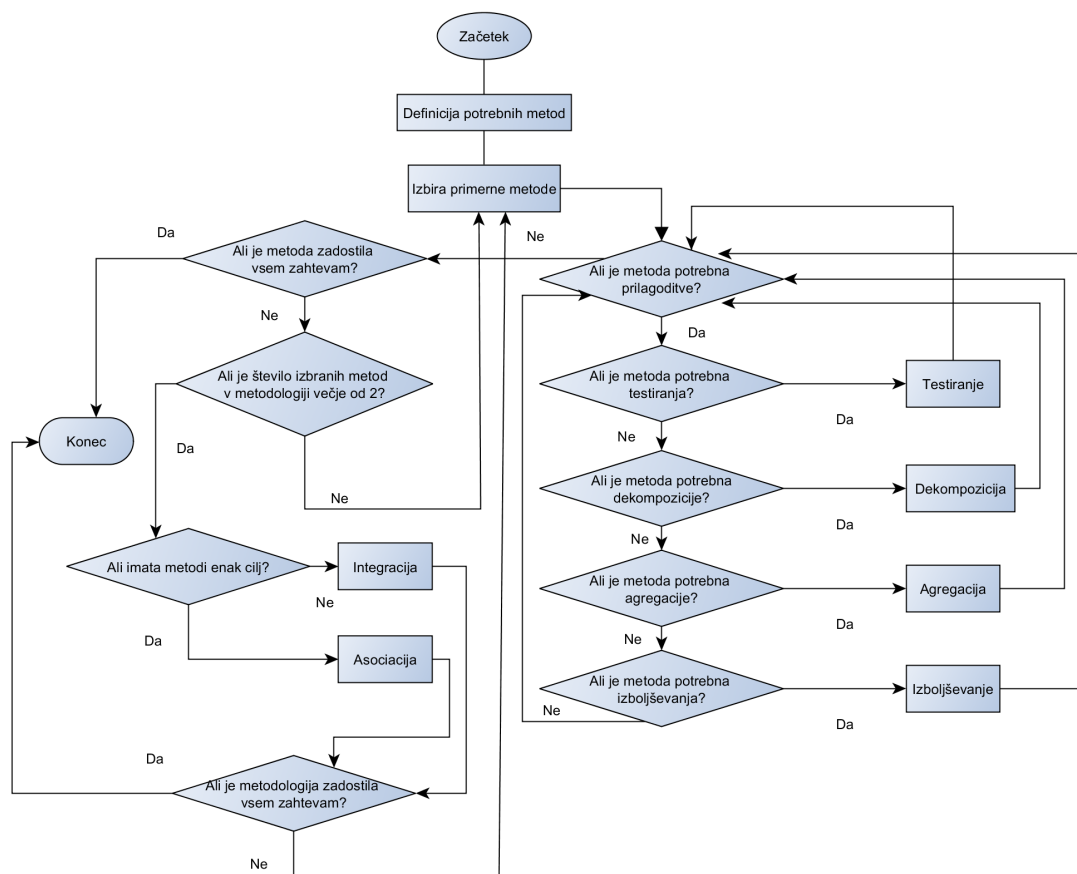 Začetek
Definicija potrebnih metod
Izbira primerne metode
Da
Ali je metoda zadostila
vsem zahtevam?
Ne
Ali je metoda potrebna
prilagoditve?
Ne
Da
Ali je število izbranih metod
v metodologiji večje od 2?
Ali je metoda potrebna
testiranja?
Testiranje
Da
Konec
Da
Ne
Ne
Ali je metoda potrebna
dekompozicije?
Dekompozicija
Da
Ne
Ali imata metodi enak cilj?
Integracija
Ne
Ali je metoda potrebna
agregacije?
Agregacija
Da
Da
Ne
Asociacija
Ali je metoda potrebna
izboljševanja?
Izboljševanje
Ne
Da
Da
Ali je metodologija zadostila
vsem zahtevam?
Ne